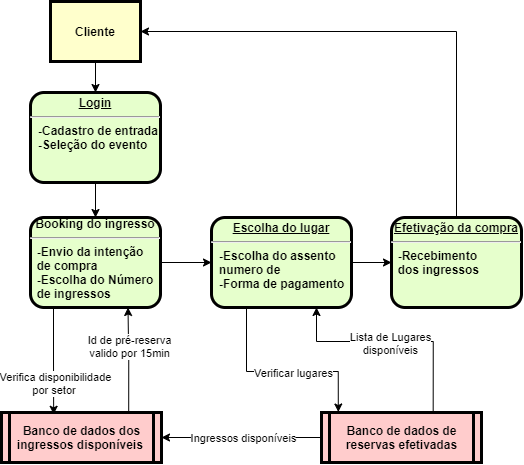 Cliente
Login
-Cadastro de entrada
-Seleção do evento
Booking do ingresso
-Envio da intenção
de compra
-Escolha do Número
de ingressos
Escolha do lugar
-Escolha do assento
numero de
-Forma de pagamento
Efetivação da compra
-Recebimento
dos ingressos
Id de pré-reserva
valido por 15min
Verifica disponibilidade
por setor
Lista de Lugares
disponíveis
Verificar lugares
Banco de dados dos
ingressos disponíveis
Ingressos disponíveis
Banco de dados de
reservas efetivadas